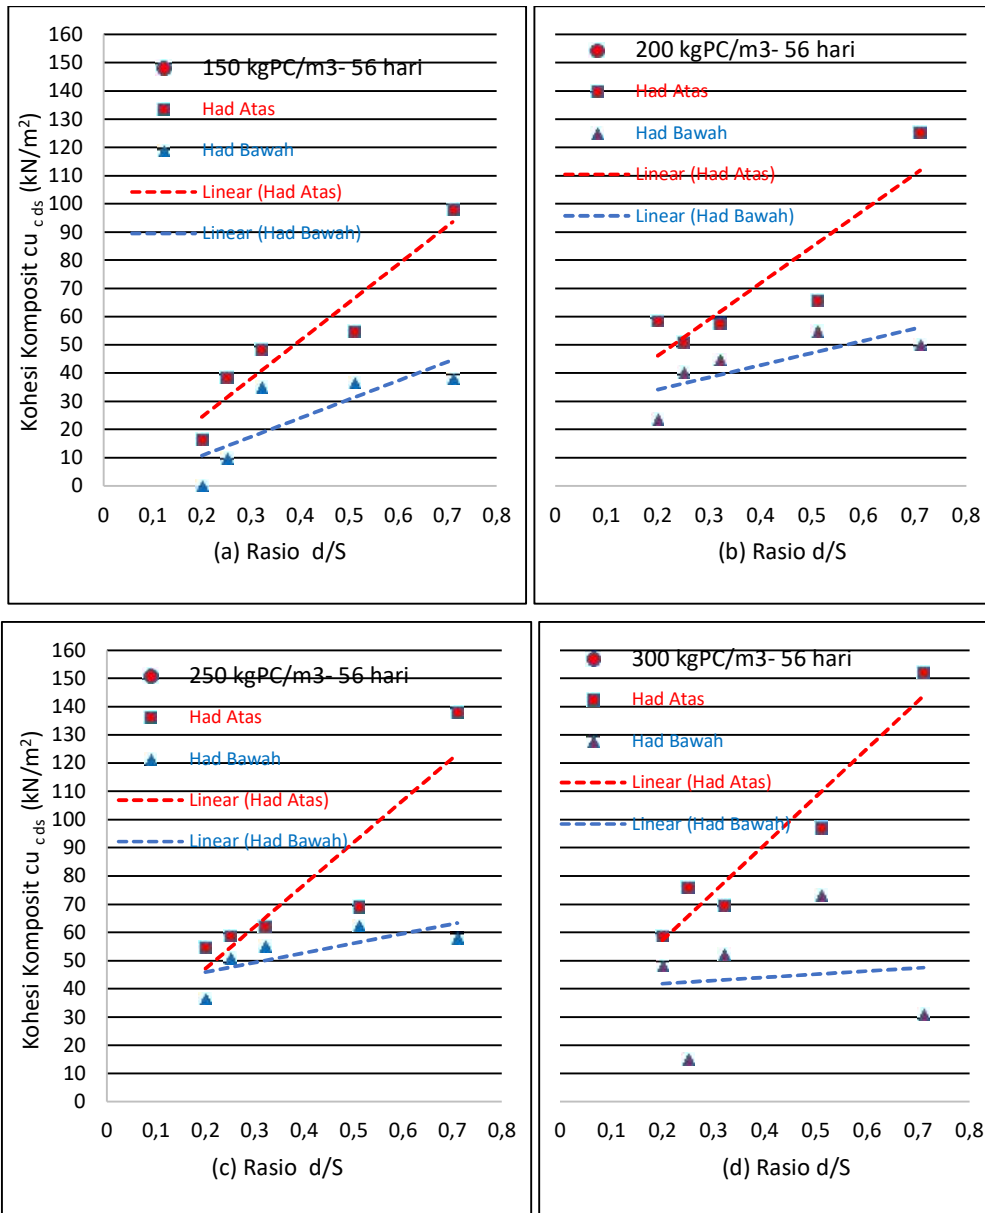 Kohesi Komposit cu c ds (kN/m²)
160
150
140
130
120
110
100
90
80
70
60
50
40
30
20
10
0
150 kgPC/m3- 56 hari
Had Atas
Had Bawah
Linear (Had Atas)
Linear (Had Bawah)
0 0,1 0,2 0,3 0,4 0,5 0,6 0,7 0,8
(a) Rasio d/S
200 kgPC/m3- 56 hari
Had Atas
Had Bawah
Linear (Had Atas)
Linear (Had Bawah)
0 0,1 0,2 0,3 0,4 0,5 0,6 0,7 0,8
(b) Rasio d/S
Kohesi Komposit cu c ds (kN/m²)
160
150
140
130
120
110
100
90
80
70
60
50
40
30
20
10
0
250 kgPC/m3- 56 hari
Had Atas
Had Bawah
Linear (Had Atas)
Linear (Had Bawah)
0 0,1 0,2 0,3 0,4 0,5 0,6 0,7 0,8
(c) Rasio d/S
300 kgPC/m3- 56 hari
Had Atas
Had Bawah
Linear (Had Atas)
Linear (Had Bawah)
0 0,1 0,2 0,3 0,4 0,5 0,6 0,7 0,8
(d) Rasio d/S